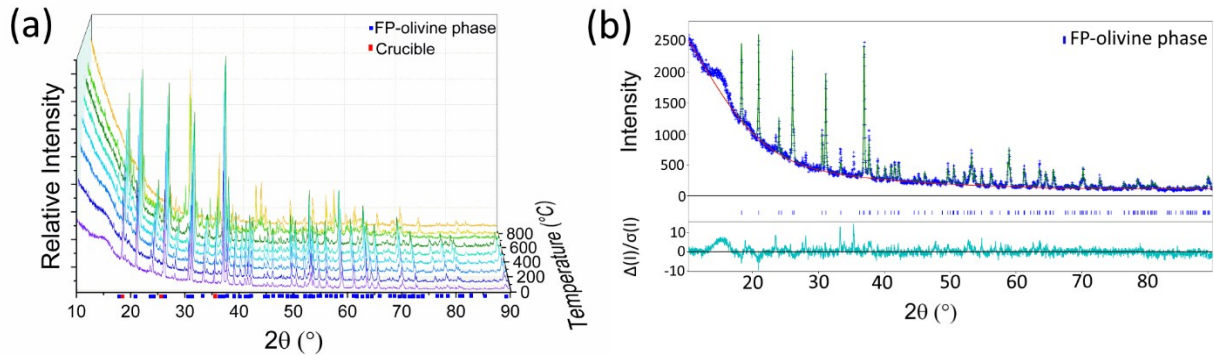 (a)
FP-olivine phase
Crucible
Relative Intensity
800
600
400
200
0
Temperature (°C)
10
20
30
40
50
60
70
80
90
2θ (°)
(b)
FP-olivine phase
2500
2000
1500
1000
500
0
Intensity
10
0
-10
Δ(I)/σ(I)
20
30
40
50
60
70
80
2θ (°)